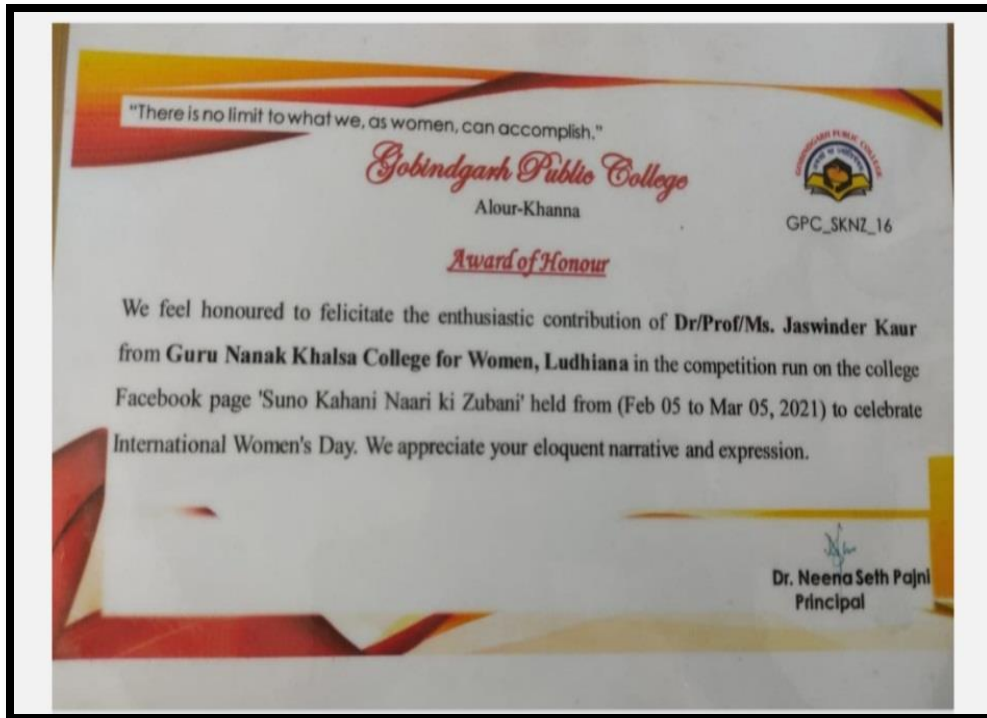 "There is no limit to what we, as women, can accomplish."
Gobindgarh Public College
GOBINDGARH PUBLIC COLLEGE
Alour-Khanna
GPC_SKNZ_16
Award of Honour
We feel honoured to felicitate the enthusiastic contribution of Dr/Prof/Ms. Jaswinder Kaur
from Guru Nanak Khalsa College for Women, Ludhiana in the competition run on the college
Facebook page 'Suno Kahani Naari ki Zubani' held from (Feb 05 to Mar 05, 2021) to celebrate
International Women's Day. We appreciate your eloquent narrative and expression.
Dr. Neena Seth Pajni
Principal